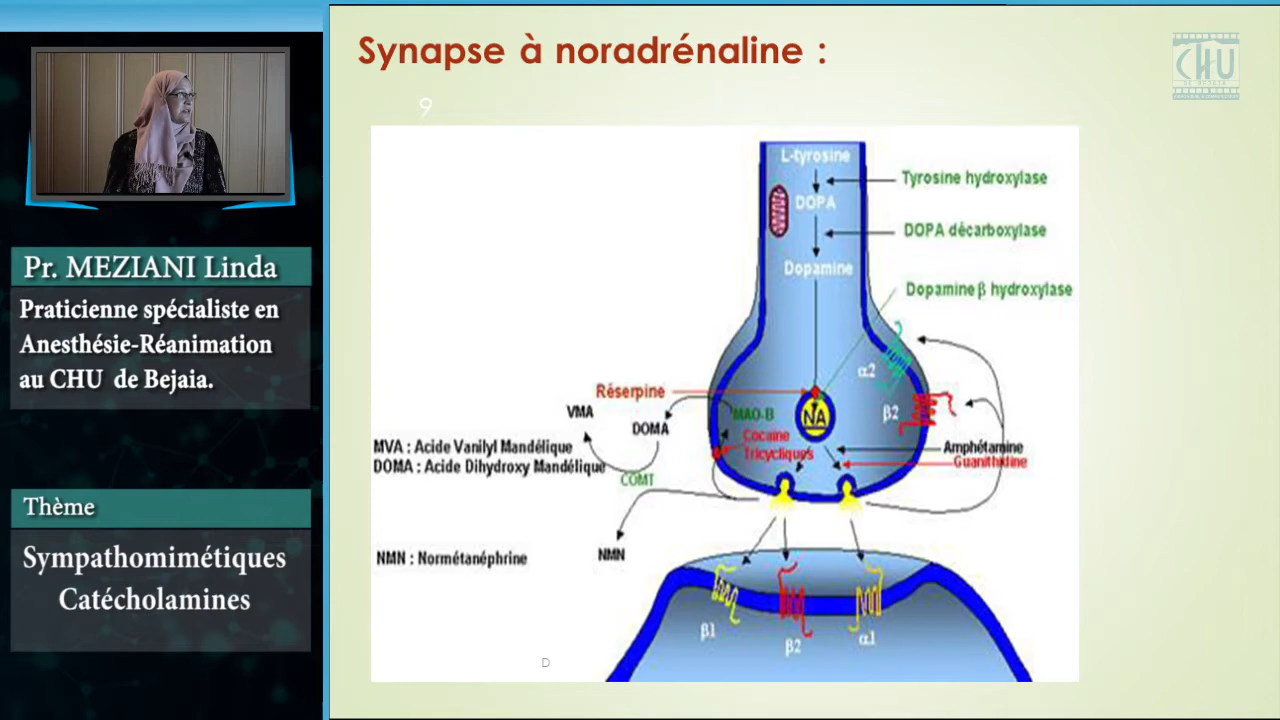 Synapse à noradrénaline :
CHU
9
Pr. MEZIANI Linda
Praticienne spécialiste en
Anesthésie-Réanimation
au CHU de Bejaia.
Thème
Sympathomimétiques
Catécholamines
L-tyrosine
Tyrosine hydroxylase
DOPA
DOPA décarboxylase
Dopamine
Dopamine β hydroxylase
α2
Réserpine
VMA
MAO-B
NA
β2
DOMA
Cocaïne
Tricycliques
Amphétamine
Guanithidine
MVA : Acide Vanilyl Mandélique
DOMA : Acide Dihydroxy Mandélique
COMT
NMN : Normétanéphrine
NMN
β1
β2
α1
D